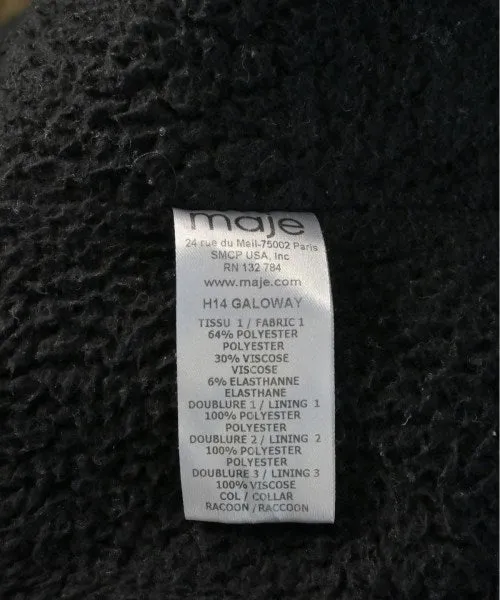 maje
24 rue du Mail-75002 Paris
SMCP USA, Inc
RN 132 784
www.maje.com
H14 GALOWAY
TISSU 1 / FABRIC 1
64% POLYESTER
POLYESTER
30% VISCOSE
VISCOSE
6% ELASTHANNE
ELASTHANE
DOUBLURE 1 / LINING 1
100% POLYESTER
POLYESTER
DOUBLURE 2 / LINING 2
100% POLYESTER
POLYESTER
DOUBLURE 3 / LINING 3
100% VISCOSE
COL / COLLAR
RACOON /RACCOON